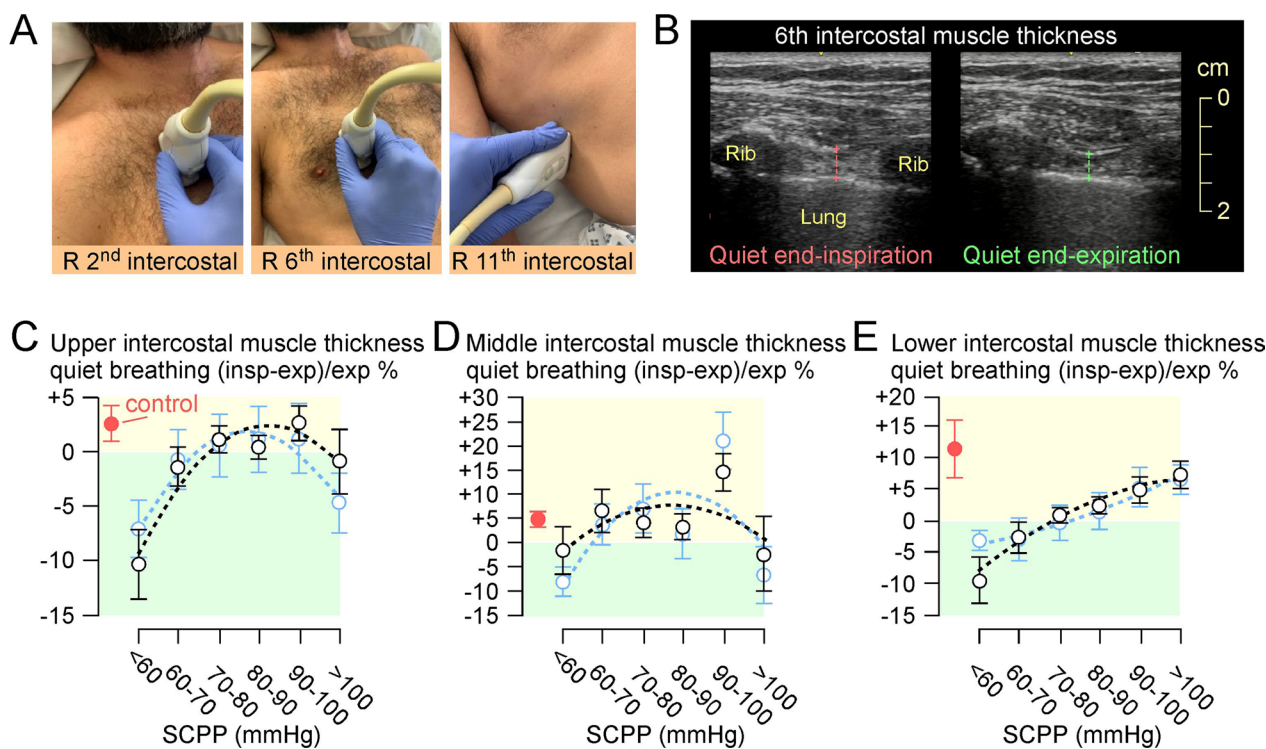 A
R 2nd intercostal
R 6th intercostal
R 11th intercostal
B
6th intercostal muscle thickness
Rib
Rib
Lung
Quiet end-inspiration
Quiet end-expiration
cm
0
2
C
Upper intercostal muscle thickness
quiet breathing (insp-exp)/exp %
+5
0
-5
-10
-15
control
<60
60-70
70-80
80-90
90-100
>100
SCPP (mmHg)
D
Middle intercostal muscle thickness
quiet breathing (insp-exp)/exp %
+30
+25
+20
+15
+10
+5
0
-5
-10
-15
<60
60-70
70-80
80-90
90-100
>100
SCPP (mmHg)
E
Lower intercostal muscle thickness
quiet breathing (insp-exp)/exp %
+20
+15
+10
+5
0
-5
-10
-15
<60
60-70
70-80
80-90
90-100
>100
SCPP (mmHg)